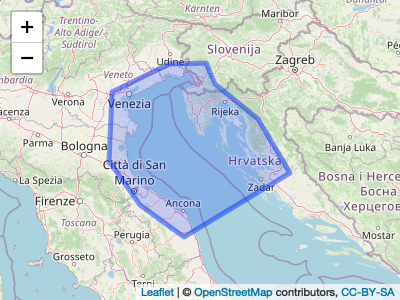 Trentino-
Alto Adige/
Südtirol
Kärnten
Maribor
Udine
Slovenija
Zagreb
Veneto
Verona
Venezia
Rijeka
Piacenza
Parma
Bologna
Banja Luka
Hrvatska
La Spezia
Città di San
Marino
Zadar
Bosna i Herce
Босна и
Херцегов
Firenze
Toscana
Ancona
Perugia
Grosseto
Terni
+
−
Leaflet | © OpenStreetMap contributors, CC-BY-SA